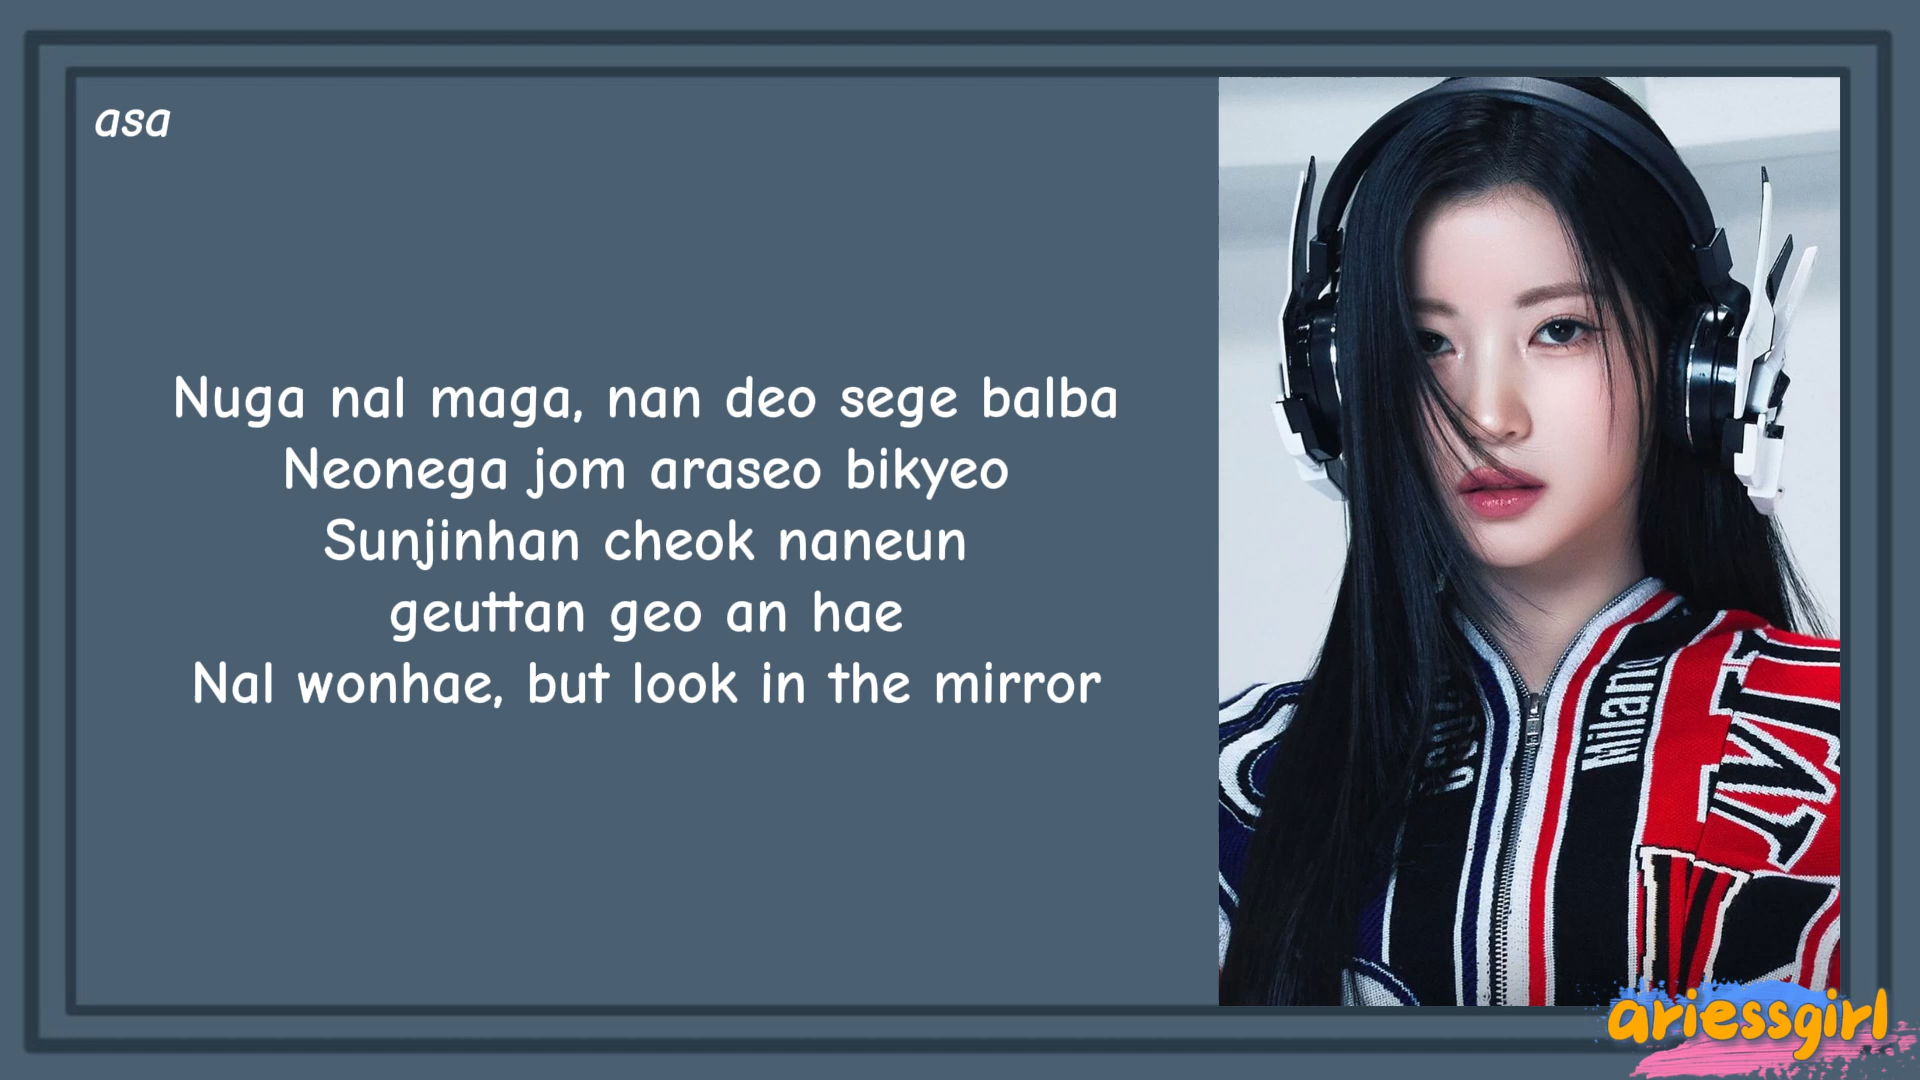 asa
Nuga nal maga, nan deo sege balba
Neonega jom araseo bikyeo
Sunjinhan cheok naneun
geuttan geo an hae
Nal wonhae, but look in the mirror
Milano
M
ariessgirl